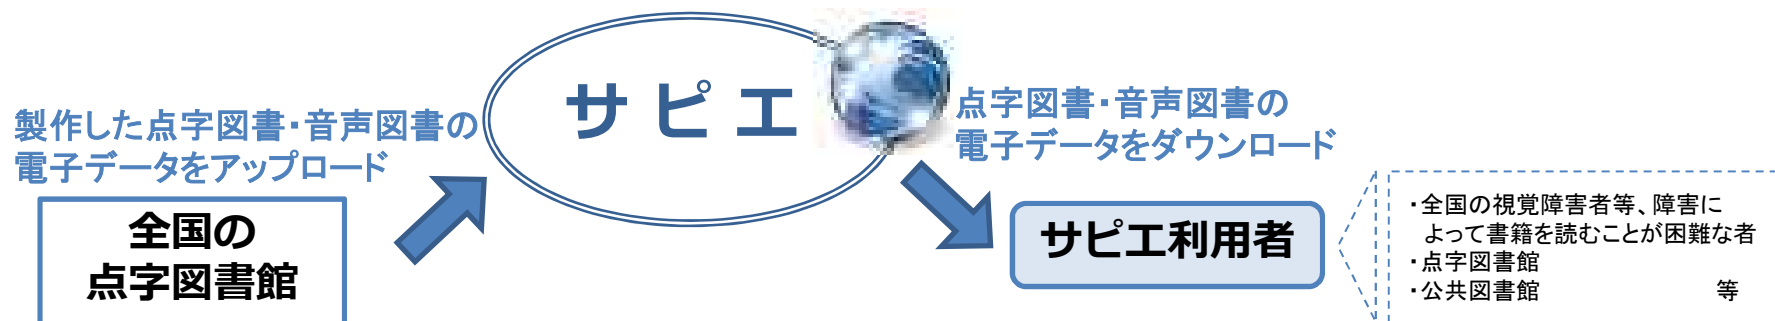 サピエ
製作した点字図書・音声図書の
電子データをアップロード
点字図書・音声図書の
電子データをダウンロード
全国の
点字図書館
サピエ利用者
・全国の視覚障害者等、障害に
よって書籍を読むことが困難な者
・点字図書館
・公共図書館　　　　　　等